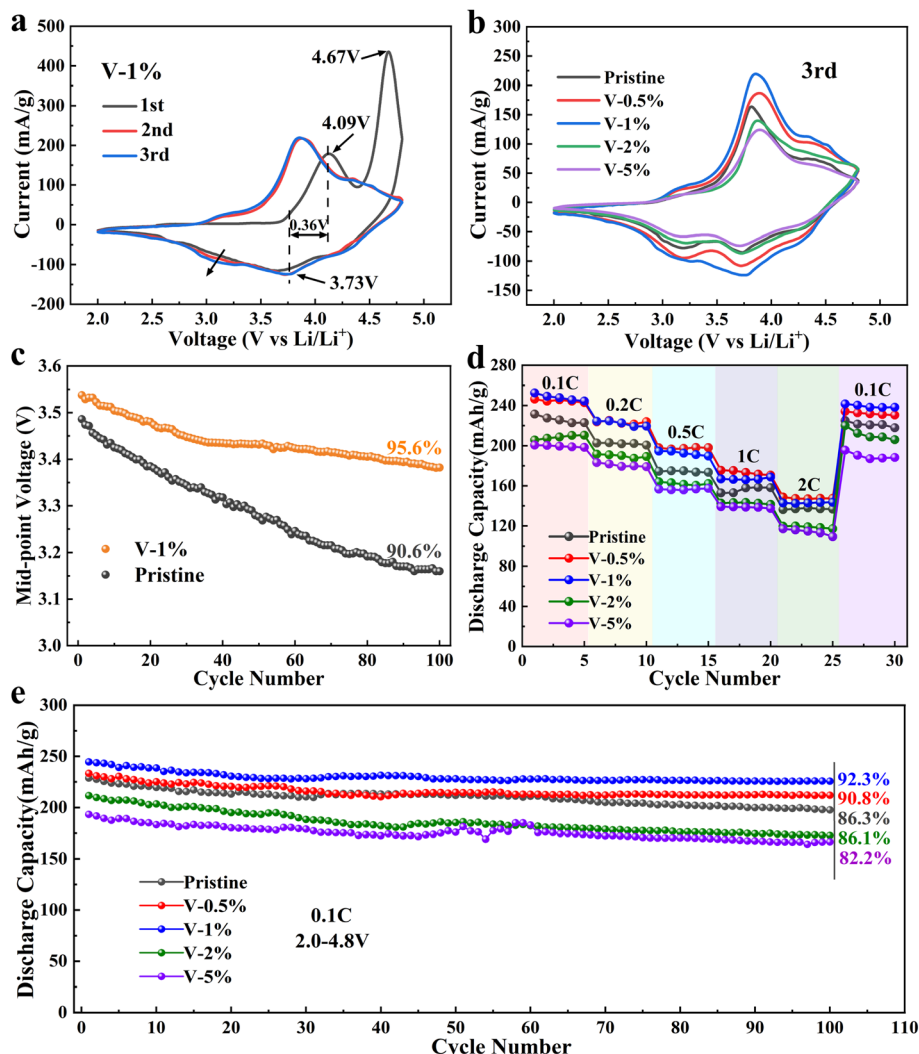 a
V-1%
1st
2nd
3rd
4.67V
4.09V
0.36V
3.73V
500
400
300
200
100
0
-100
-200
Current (mA/g)
2.0 2.5 3.0 3.5 4.0 4.5 5.0
Voltage (V vs Li/Li⁺)
b
3rd
Pristine
V-0.5%
V-1%
V-2%
V-5%
300
250
200
150
100
50
0
-50
-100
-150
Current (mA/g)
2.0 2.5 3.0 3.5 4.0 4.5 5.0
Voltage (V vs Li/Li⁺)
c
3.6
3.5
3.4
3.3
3.2
3.1
3.0
Mid-point Voltage (V)
95.6%
90.6%
V-1%
Pristine
0 20 40 60 80 100
Cycle Number
d
280
240
200
160
120
80
40
0
Discharge Capacity(mAh/g)
0.1C
0.2C
0.5C
1C
2C
0.1C
Pristine
V-0.5%
V-1%
V-2%
V-5%
0 5 10 15 20 25 30
Cycle Number
e
300
250
200
150
100
50
0
Discharge Capacity(mAh/g)
92.3%
90.8%
86.3%
86.1%
82.2%
Pristine
V-0.5%
V-1%
V-2%
V-5%
0.1C
2.0-4.8V
0 10 20 30 40 50 60 70 80 90 100 110
Cycle Number